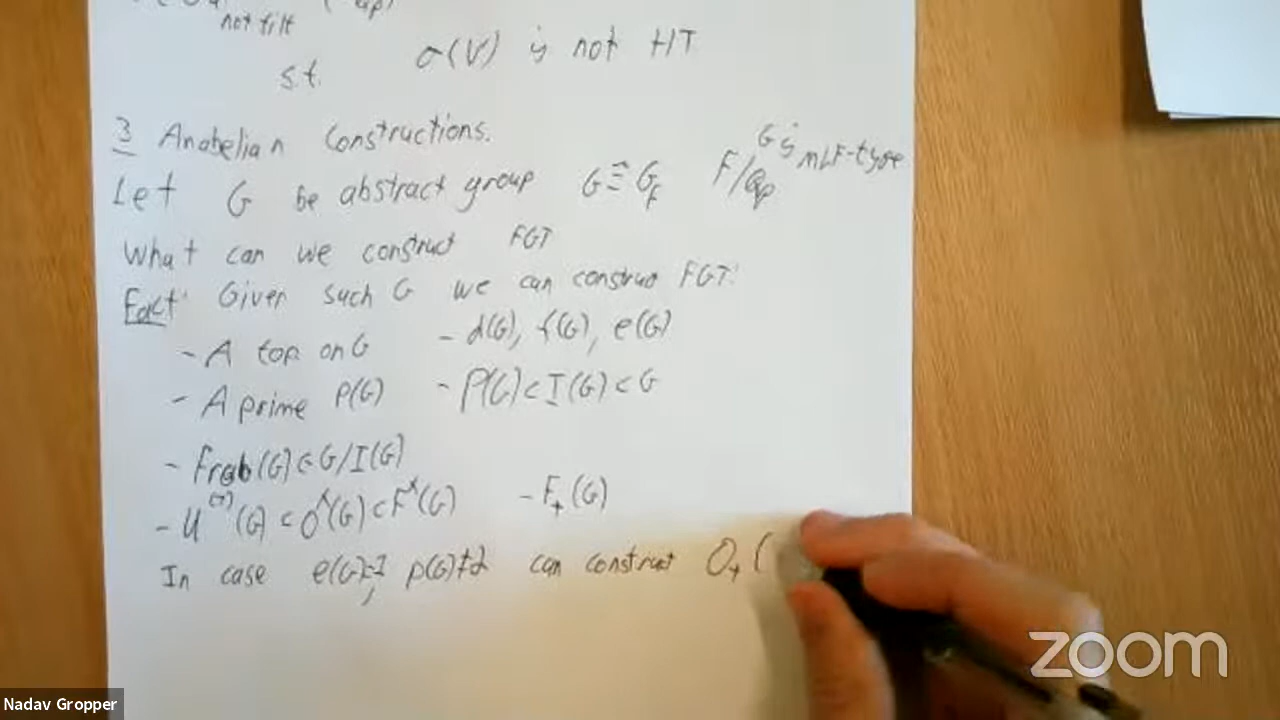 not filt
s.t. σ(V) is not HT
3 Anabelian Constructions.
Let G be abstract group G ≅ G_F F/Q_p G is MLF-type
What can we construct FGT
Fact: Given such G we can construct FGT:
- A top on G - d(G), f(G), e(G)
- A prime p(G) - P(G) < I(G) < G
- Frob(G) ∈ G/I(G)
- U^(1)(G) ⊂ O^×(G) ⊂ F^×(G) - F_+(G)
In case e(G)=1, p(G)≠2 can construct O_+(
zoom
Nadav Gropper